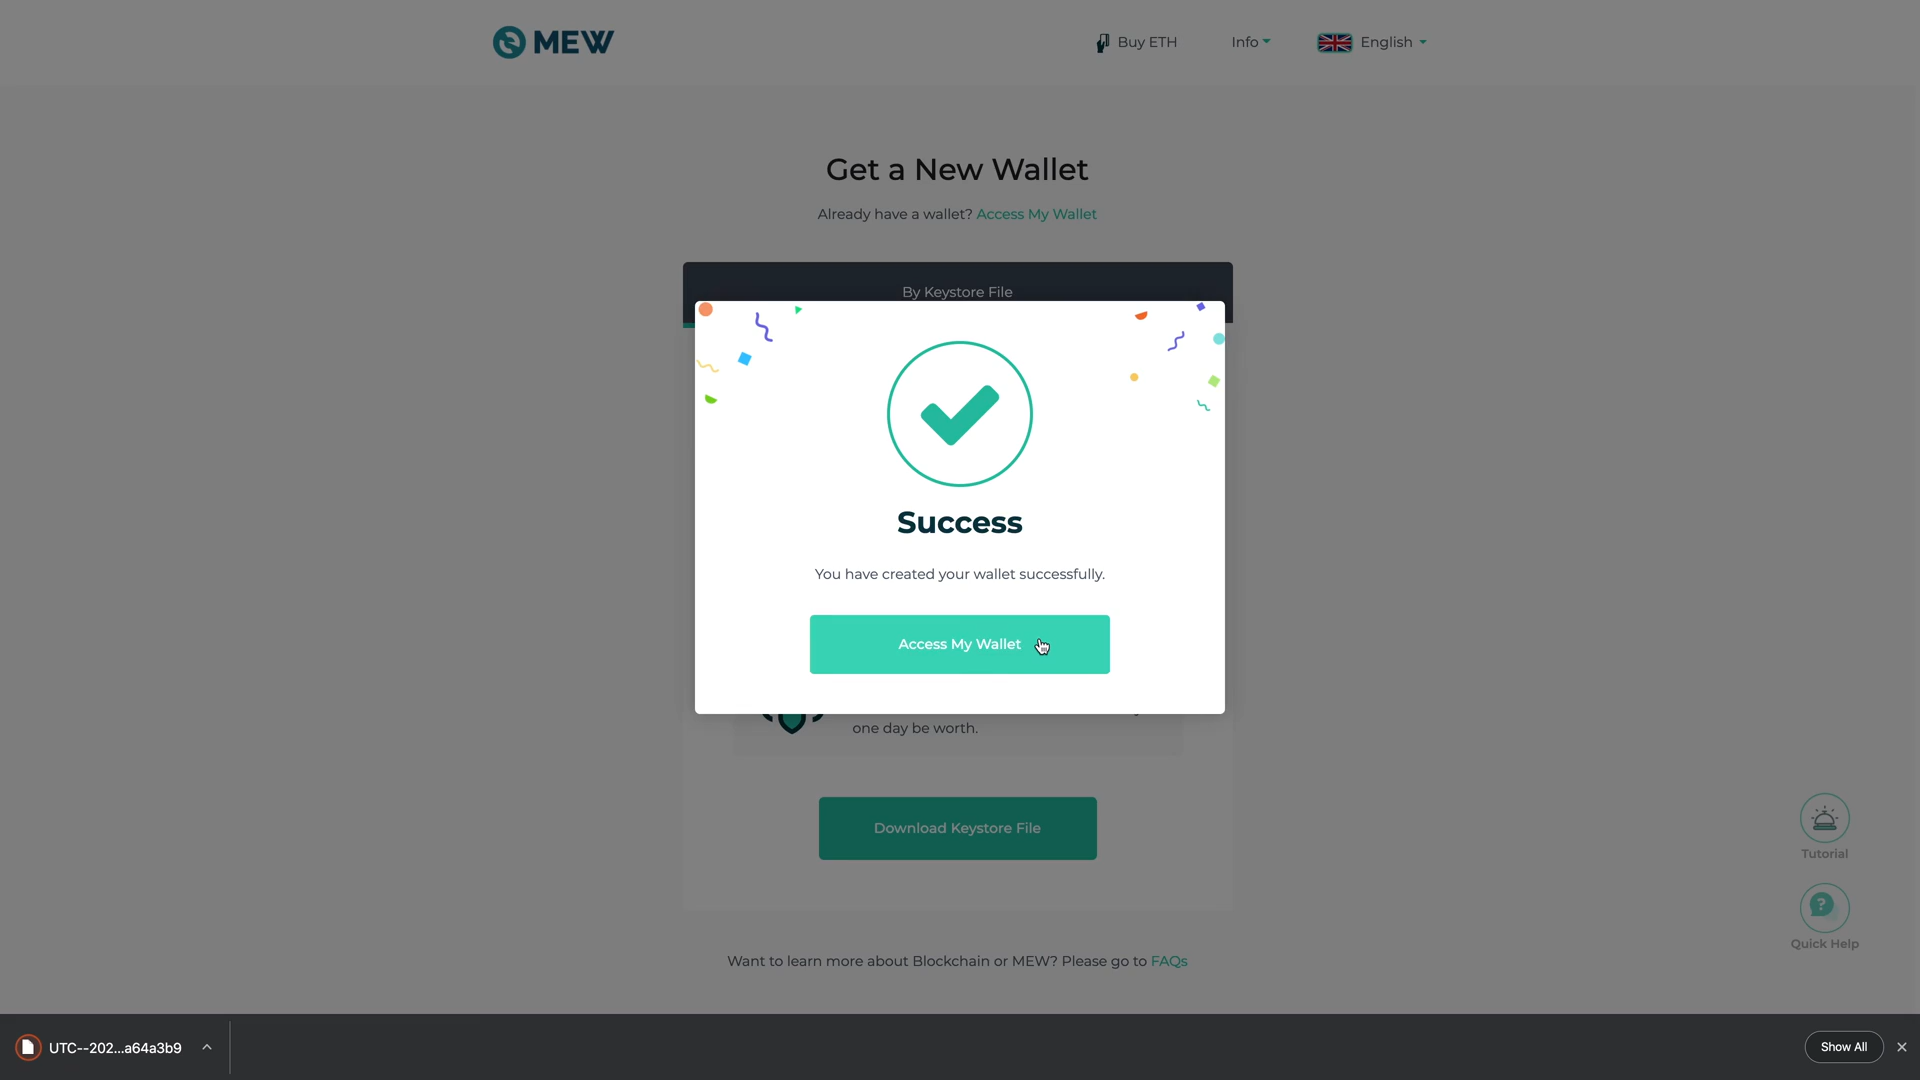 MEW
Buy ETH
Info
English
Get a New Wallet
Already have a wallet? Access My Wallet
By Keystore File
Success
You have created your wallet successfully.
Access My Wallet
one day be worth.
Download Keystore File
Tutorial
?
Quick Help
Want to learn more about Blockchain or MEW? Please go to FAQs
UTC--202...a64a3b9
Show All